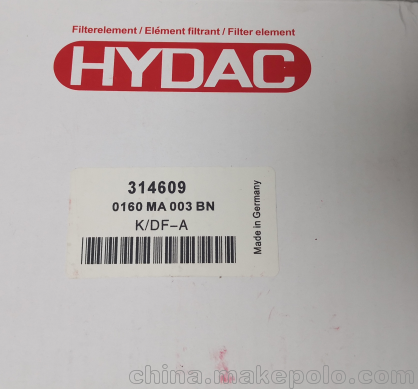 Filterelement / Elément filtrant / Filter element
HYDAC
314609
0160 MA 003 BN
K/DF-A
Made in Germany
china.makepolo.com